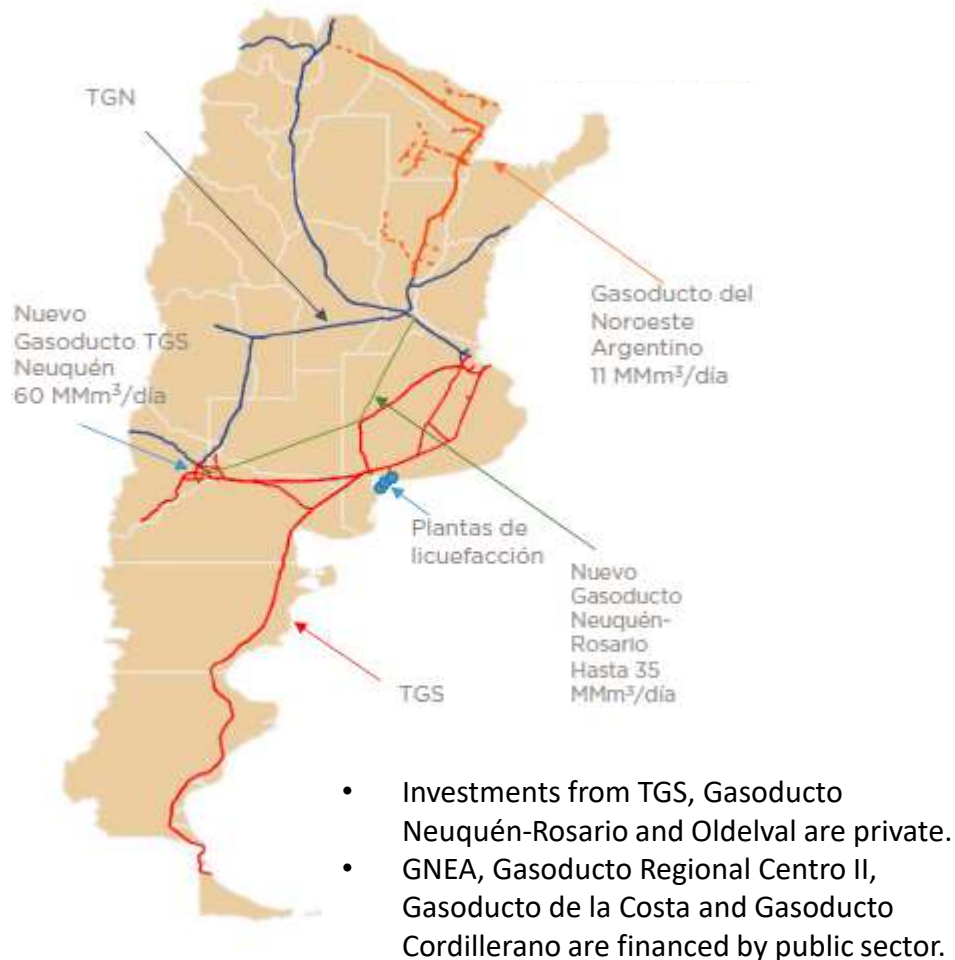 TGN
Nuevo
Gasoducto TGS
Neuquén
60 MMm³/día
Gasoducto del
Noroeste
Argentino
11 MMm³/día
Plantas de
licuefacción
Nuevo
Gasoducto
Neuquén-
Rosario
Hasta 35
MMm³/día
TGS
• Investments from TGS, Gasoducto
Neuquén-Rosario and Oldelval are private.
• GNEA, Gasoducto Regional Centro II,
Gasoducto de la Costa and Gasoducto
Cordillerano are financed by public sector.